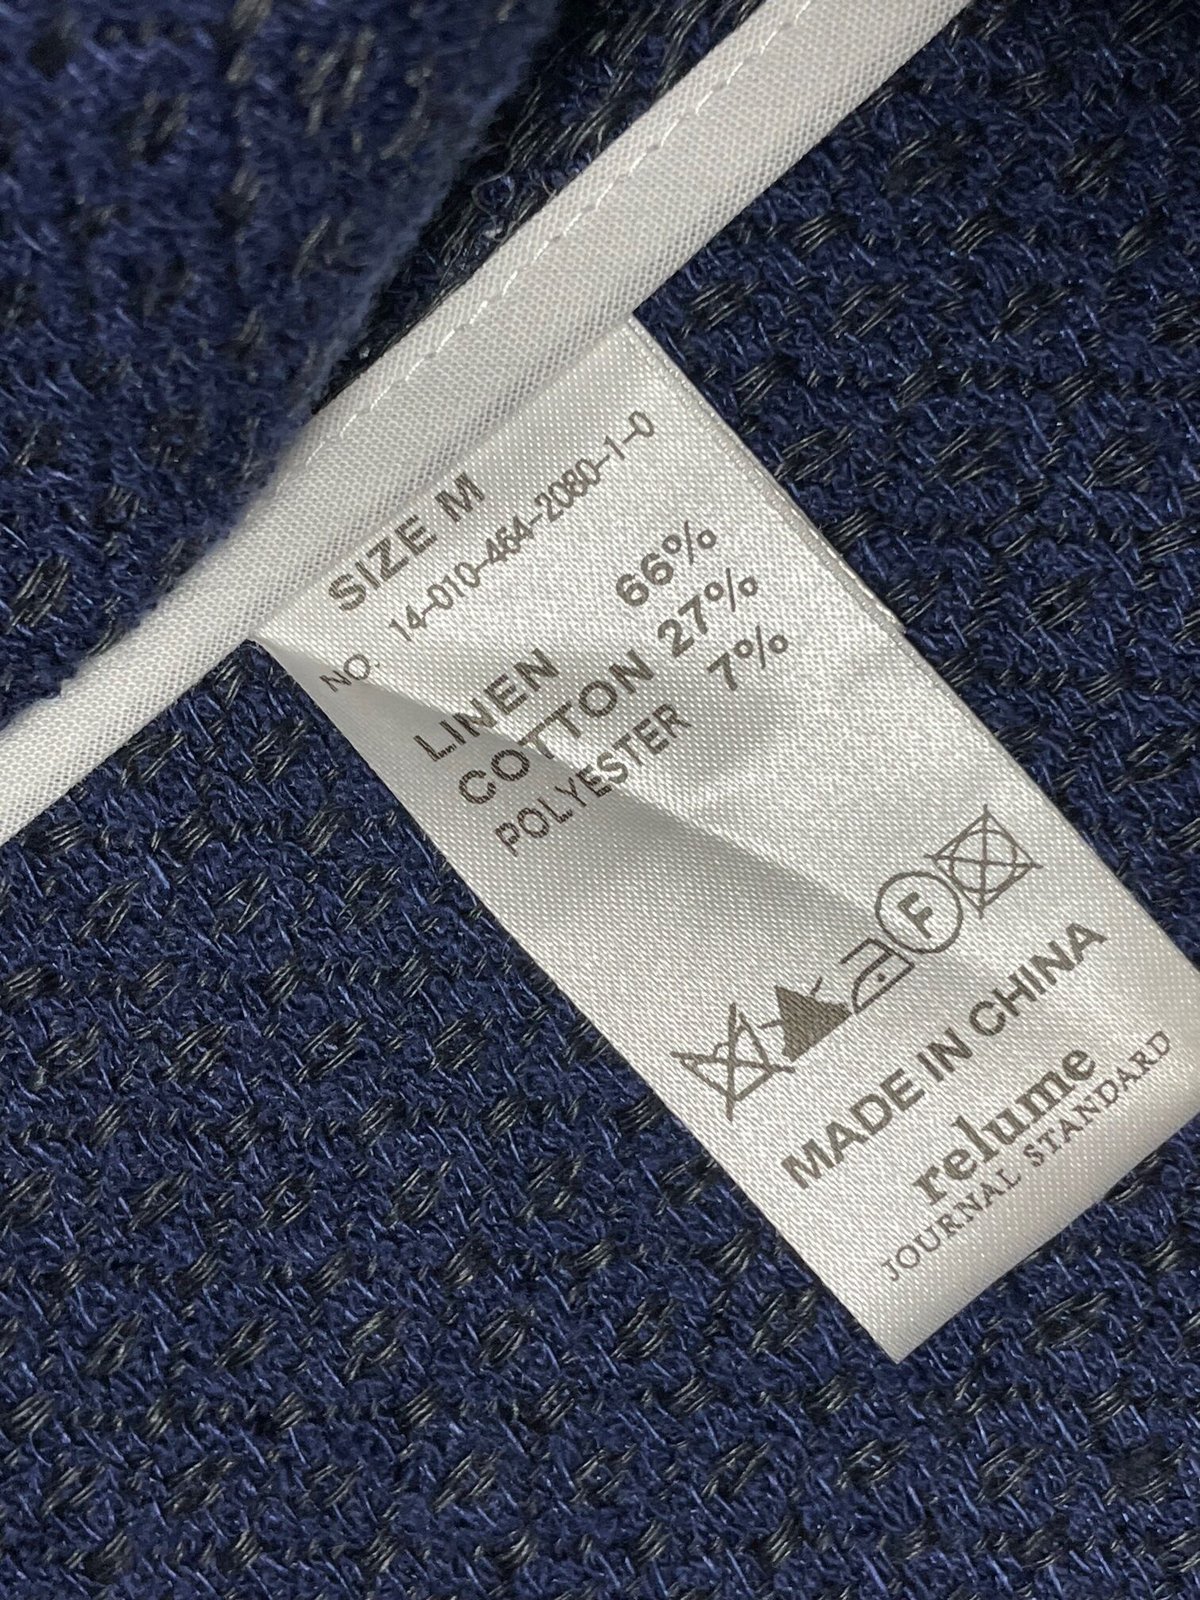 SIZE M
NO. 14-010-464-2080-1-0
LINEN 66%
COTTON 27%
POLYESTER 7%
F
MADE IN CHINA
relume
JOURNAL STANDARD